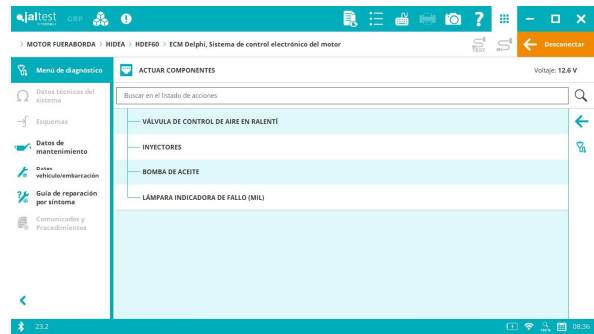 jaltest GRP
> MOTOR FUERABORDA > HIDEA > HDEF60 > ECM Delphi, Sistema de control electrónico del motor
TEST
Desconectar
Menú de diagnóstico
ACTUAR COMPONENTES
Voltaje: 12.6 V
Datos técnicos del
sistema
Buscar en el listado de acciones
Esquemas
VÁLVULA DE CONTROL DE AIRE EN RALENTÍ
INYECTORES
BOMBA DE ACEITE
LÁMPARA INDICADORA DE FALLO (MIL)
Datos de
mantenimiento
Datos
vehículo/embarcación
Guía de reparación
por síntoma
Comunicados y
Procedimientos
23.2
100%
08:36